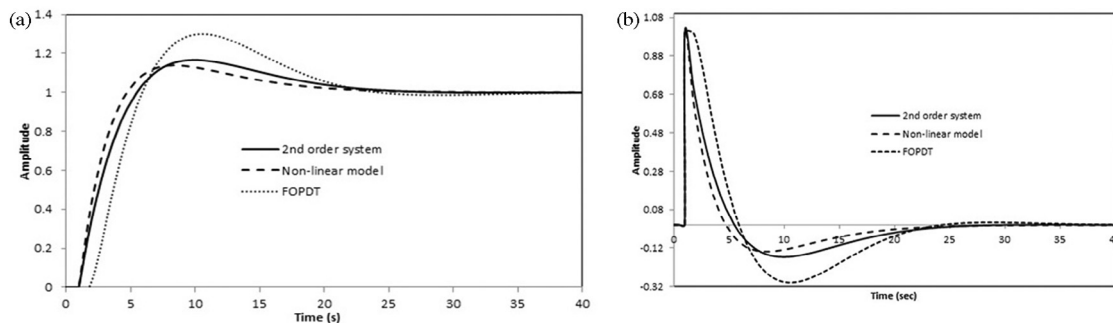 (a)
1.4
1.2
1
0.8
0.6
0.4
0.2
0
Amplitude
2nd order system
Non-linear model
FOPDT
0 5 10 15 20 25 30 35 40
Time (s)
(b)
1.08
0.88
0.68
0.48
0.28
0.08
-0.12
-0.32
Amplitude
2nd order system
Non-linear model
FOPDT
0 5 10 15 20 25 30 35 40
Time (sec)